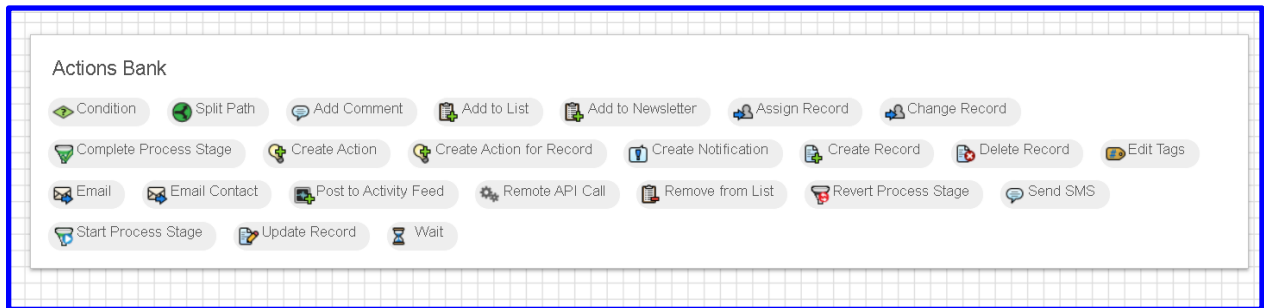 Actions Bank
Condition Split Path Add Comment Add to List Add to Newsletter Assign Record Change Record
Complete Process Stage Create Action Create Action for Record Create Notification Create Record Delete Record Edit Tags
Email Email Contact Post to Activity Feed Remote API Call Remove from List Revert Process Stage Send SMS
Start Process Stage Update Record Wait